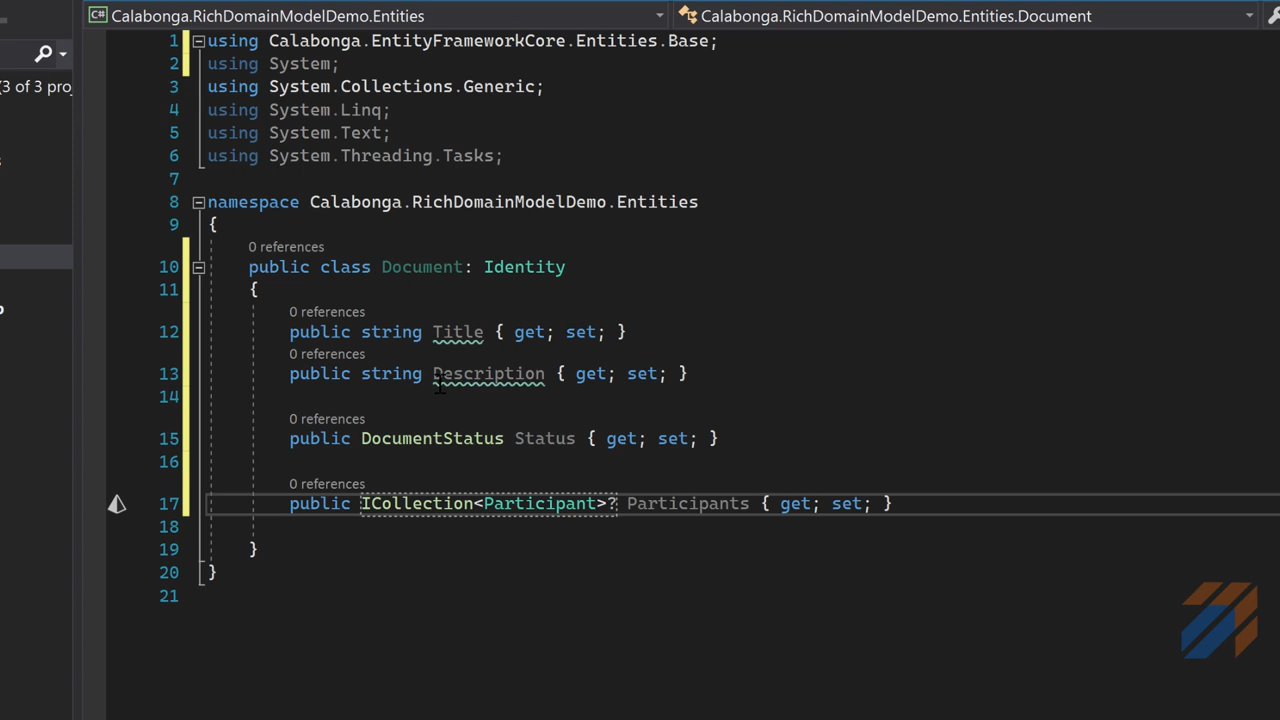 Calabonga.RichDomainModelDemo.Entities
Calabonga.RichDomainModelDemo.Entities.Document
(3 of 3 proj
1 using Calabonga.EntityFrameworkCore.Entities.Base;
2 using System;
3 using System.Collections.Generic;
4 using System.Linq;
5 using System.Text;
6 using System.Threading.Tasks;
7
8 namespace Calabonga.RichDomainModelDemo.Entities
9 {
0 references
10 public class Document: Identity
11 {
0 references
12 public string Title { get; set; }
0 references
13 public string Description { get; set; }
14
0 references
15 public DocumentStatus Status { get; set; }
16
0 references
17 public ICollection<Participant>? Participants { get; set; }
18
19 }
20 }
21